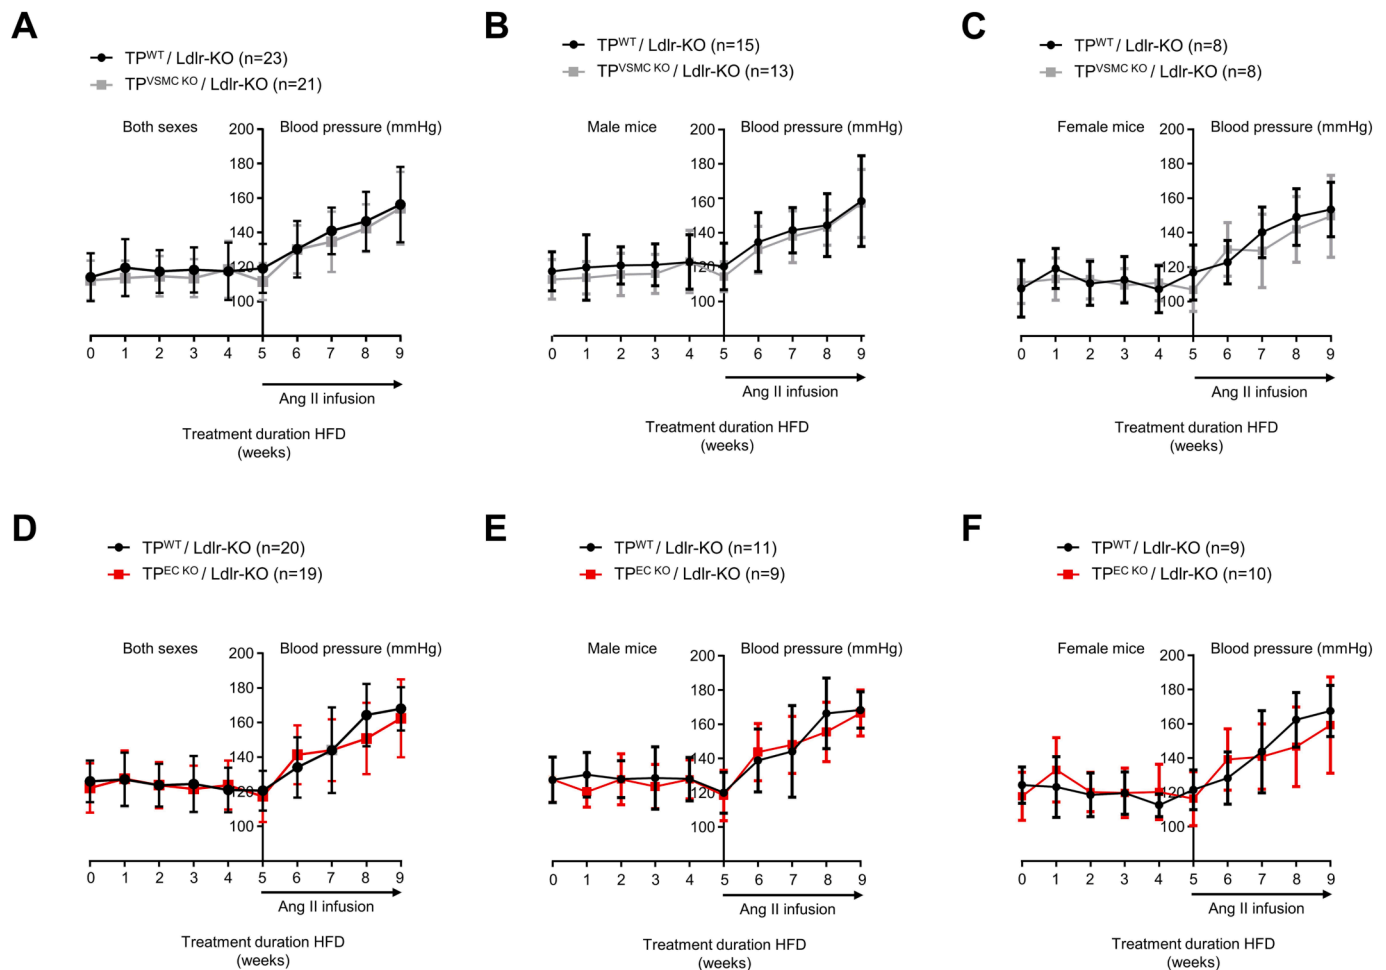 A
TPWT / Ldlr-KO (n=23)
TPVSMC KO / Ldlr-KO (n=21)
Both sexes
Blood pressure (mmHg)
200
180
160
140
120
100
0 1 2 3 4 5 6 7 8 9
Ang II infusion
Treatment duration HFD
(weeks)
B
TPWT / Ldlr-KO (n=15)
TPVSMC KO / Ldlr-KO (n=13)
Male mice
Blood pressure (mmHg)
200
180
160
140
120
100
0 1 2 3 4 5 6 7 8 9
Ang II infusion
Treatment duration HFD
(weeks)
C
TPWT / Ldlr-KO (n=8)
TPVSMC KO / Ldlr-KO (n=8)
Female mice
Blood pressure (mmHg)
200
180
160
140
120
100
0 1 2 3 4 5 6 7 8 9
Ang II infusion
Treatment duration HFD
(weeks)
D
TPWT / Ldlr-KO (n=20)
TPEC KO / Ldlr-KO (n=19)
Both sexes
Blood pressure (mmHg)
200
180
160
140
120
100
0 1 2 3 4 5 6 7 8 9
Ang II infusion
Treatment duration HFD
(weeks)
E
TPWT / Ldlr-KO (n=11)
TPEC KO / Ldlr-KO (n=9)
Male mice
Blood pressure (mmHg)
200
180
160
140
120
100
0 1 2 3 4 5 6 7 8 9
Ang II infusion
Treatment duration HFD
(weeks)
F
TPWT / Ldlr-KO (n=9)
TPEC KO / Ldlr-KO (n=10)
Female mice
Blood pressure (mmHg)
200
180
160
140
120
100
0 1 2 3 4 5 6 7 8 9
Ang II infusion
Treatment duration HFD
(weeks)